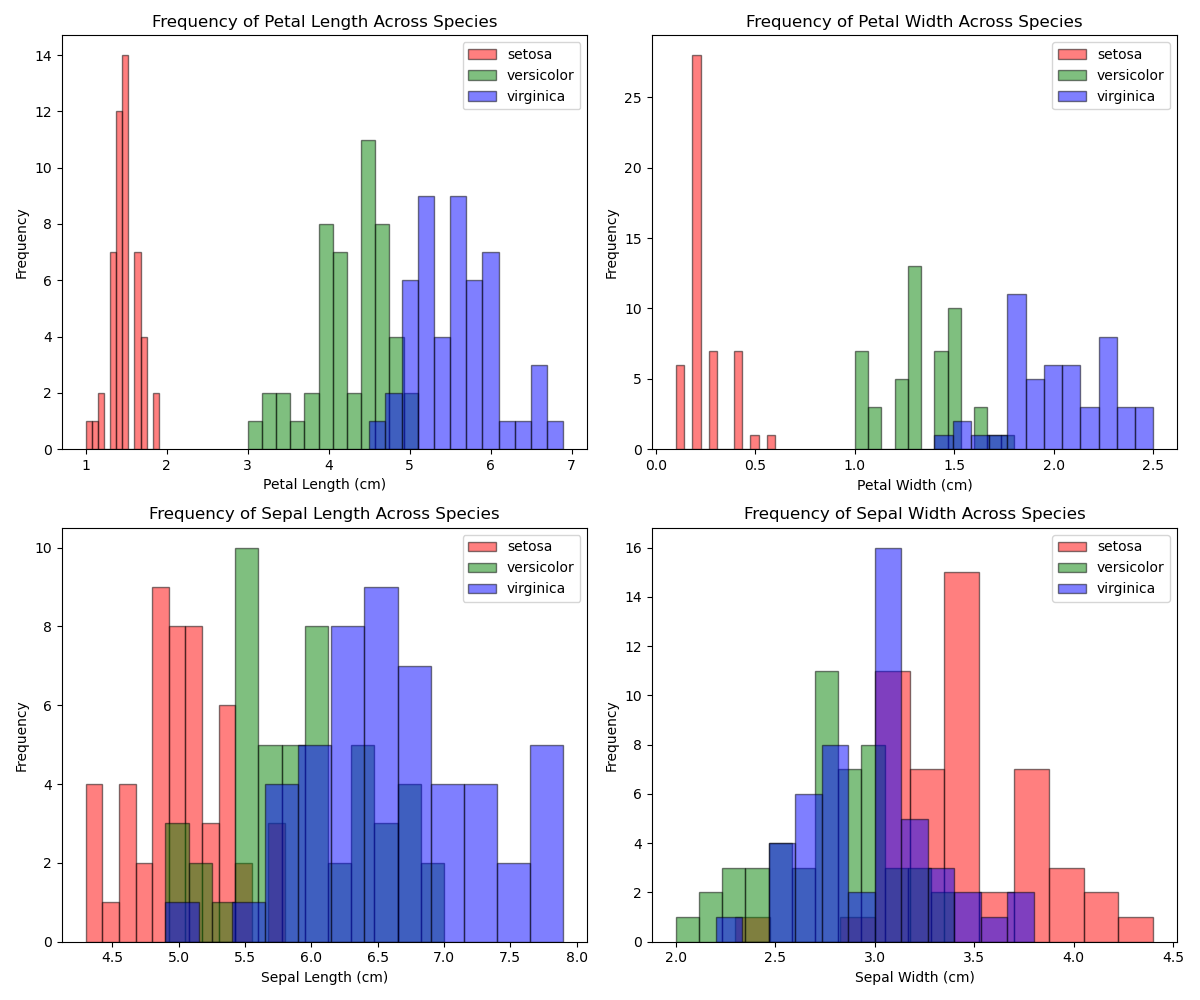 Frequency of Petal Length Across Species
14
12
10
8
6
4
2
0
Frequency
setosa
versicolor
virginica
1 2 3 4 5 6 7
Petal Length (cm)
Frequency of Petal Width Across Species
25
20
15
10
5
0
Frequency
setosa
versicolor
virginica
0.0 0.5 1.0 1.5 2.0 2.5
Petal Width (cm)
Frequency of Sepal Length Across Species
10
8
6
4
2
0
Frequency
setosa
versicolor
virginica
4.5 5.0 5.5 6.0 6.5 7.0 7.5 8.0
Sepal Length (cm)
Frequency of Sepal Width Across Species
16
14
12
10
8
6
4
2
0
Frequency
setosa
versicolor
virginica
2.0 2.5 3.0 3.5 4.0 4.5
Sepal Width (cm)